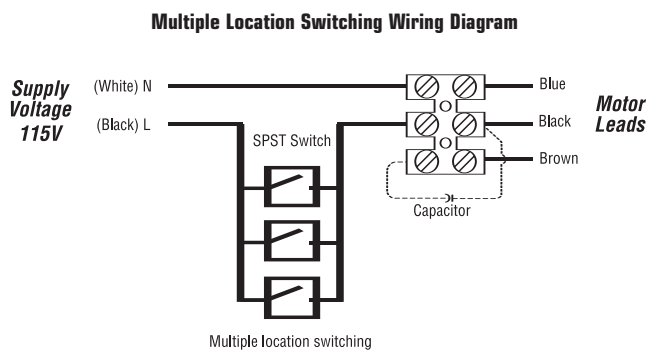 Multiple Location Switching Wiring Diagram
Supply
Voltage
115V
(White) N
(Black) L
SPST Switch
Blue
Black
Brown
Motor
Leads
Capacitor
Multiple location switching